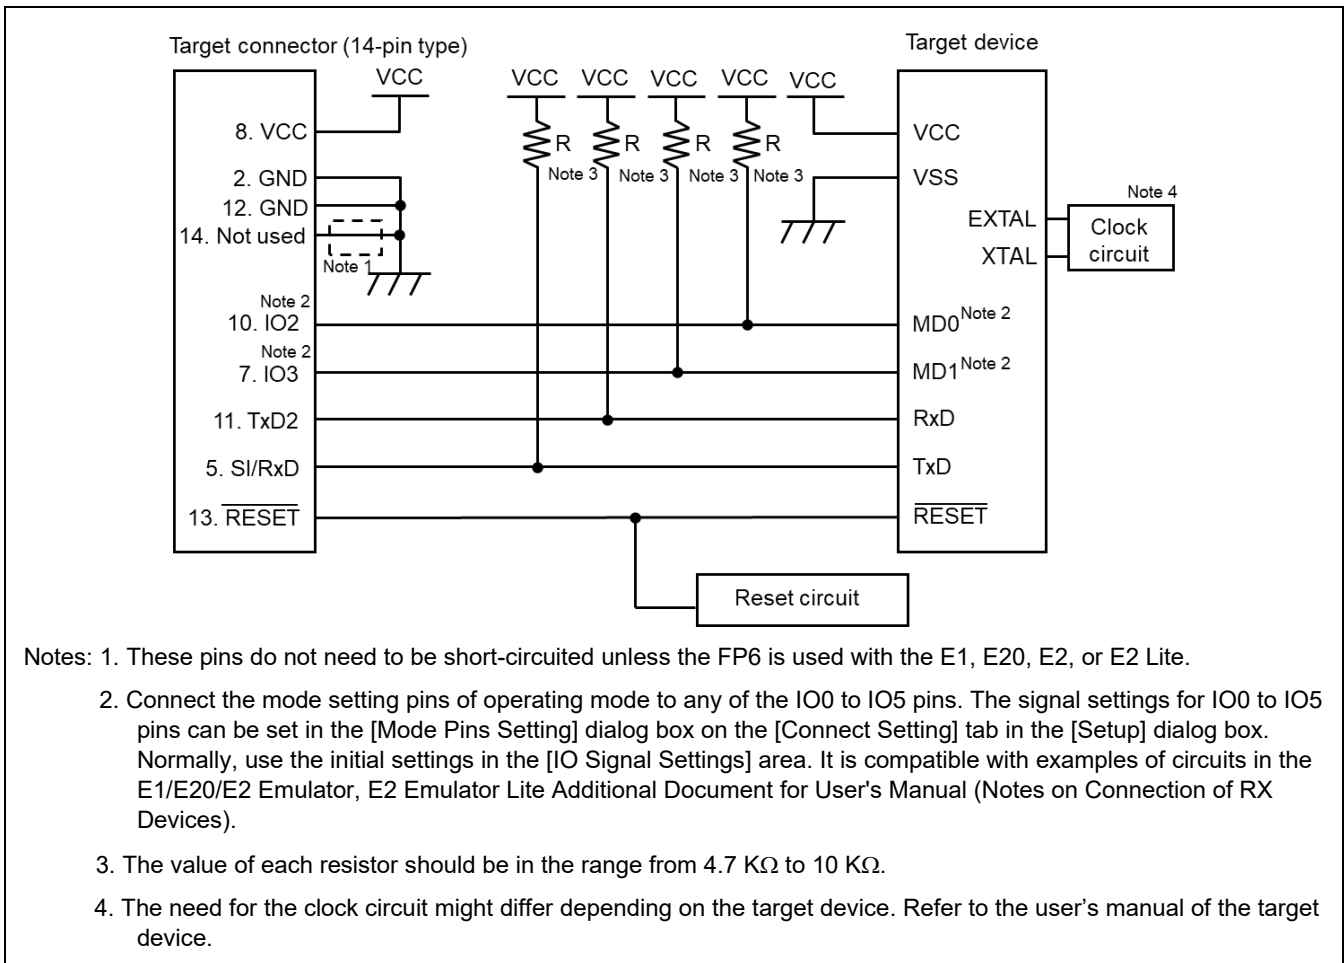 Target connector (14-pin type)
Target device
VCC
VCC VCC VCC VCC VCC
8. VCC
R R R R
VCC
Note 3 Note 3 Note 3 Note 3
2. GND
VSS
Note 4
12. GND
EXTAL
Clock
circuit
14. Not used
XTAL
Note 1
Note 2
10. IO2
MD0 Note 2
Note 2
7. IO3
MD1 Note 2
11. TxD2
RxD
5. SI/RxD
TxD
13. RESET
RESET
Reset circuit
Notes: 1. These pins do not need to be short-circuited unless the FP6 is used with the E1, E20, E2, or E2 Lite.
2. Connect the mode setting pins of operating mode to any of the IO0 to IO5 pins. The signal settings for IO0 to IO5
pins can be set in the [Mode Pins Setting] dialog box on the [Connect Setting] tab in the [Setup] dialog box.
Normally, use the initial settings in the [IO Signal Settings] area. It is compatible with examples of circuits in the
E1/E20/E2 Emulator, E2 Emulator Lite Additional Document for User's Manual (Notes on Connection of RX
Devices).
3. The value of each resistor should be in the range from 4.7 KΩ to 10 KΩ.
4. The need for the clock circuit might differ depending on the target device. Refer to the user’s manual of the target
device.